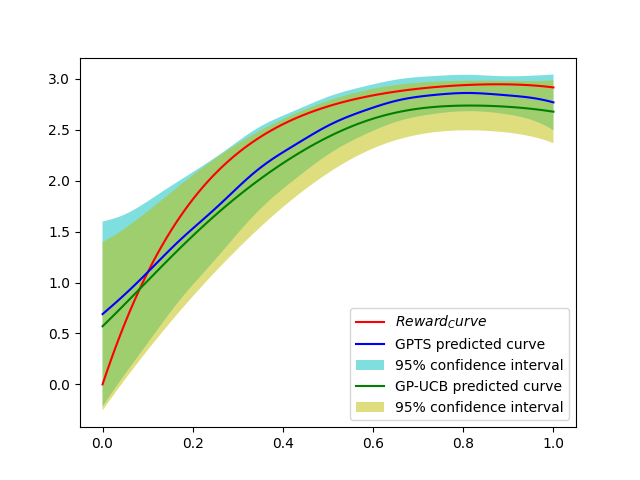 3.0
2.5
2.0
1.5
1.0
0.5
0.0
0.0 0.2 0.4 0.6 0.8 1.0
Reward_Curve
GPTS predicted curve
95% confidence interval
GP-UCB predicted curve
95% confidence interval